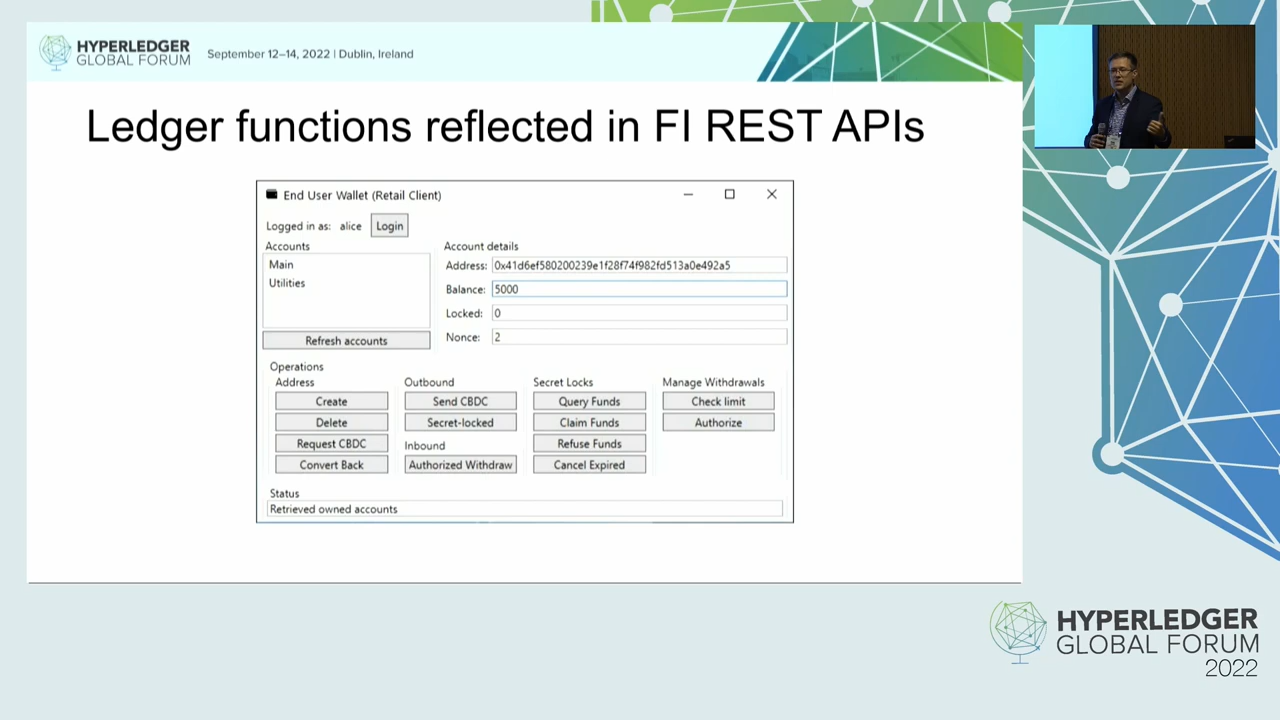 HYPERLEDGER
GLOBAL FORUM
September 12–14, 2022 | Dublin, Ireland
Ledger functions reflected in FI REST APIs
End User Wallet (Retail Client)
Logged in as: alice Login
Accounts
Main
Utilities
Refresh accounts
Account details
Address: 0x41d6ef580200239e1f28f74f982fd513a0e492a5
Balance: 5000
Locked: 0
Nonce: 2
Operations
Address
Create
Delete
Request CBDC
Convert Back
Outbound
Send CBDC
Secret-locked
Inbound
Authorized Withdraw
Secret Locks
Query Funds
Claim Funds
Refuse Funds
Cancel Expired
Manage Withdrawals
Check limit
Authorize
Status
Retrieved owned accounts
HYPERLEDGER
GLOBAL FORUM
2022